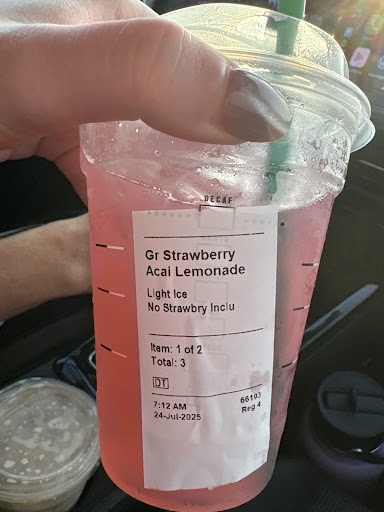 DECAF
Gr Strawberry
Acai Lemonade
Light Ice
No Strawbry Inclu
Item: 1 of 2
Total: 3
DT
7:12 AM 66193
24-Jul-2025 Reg 4